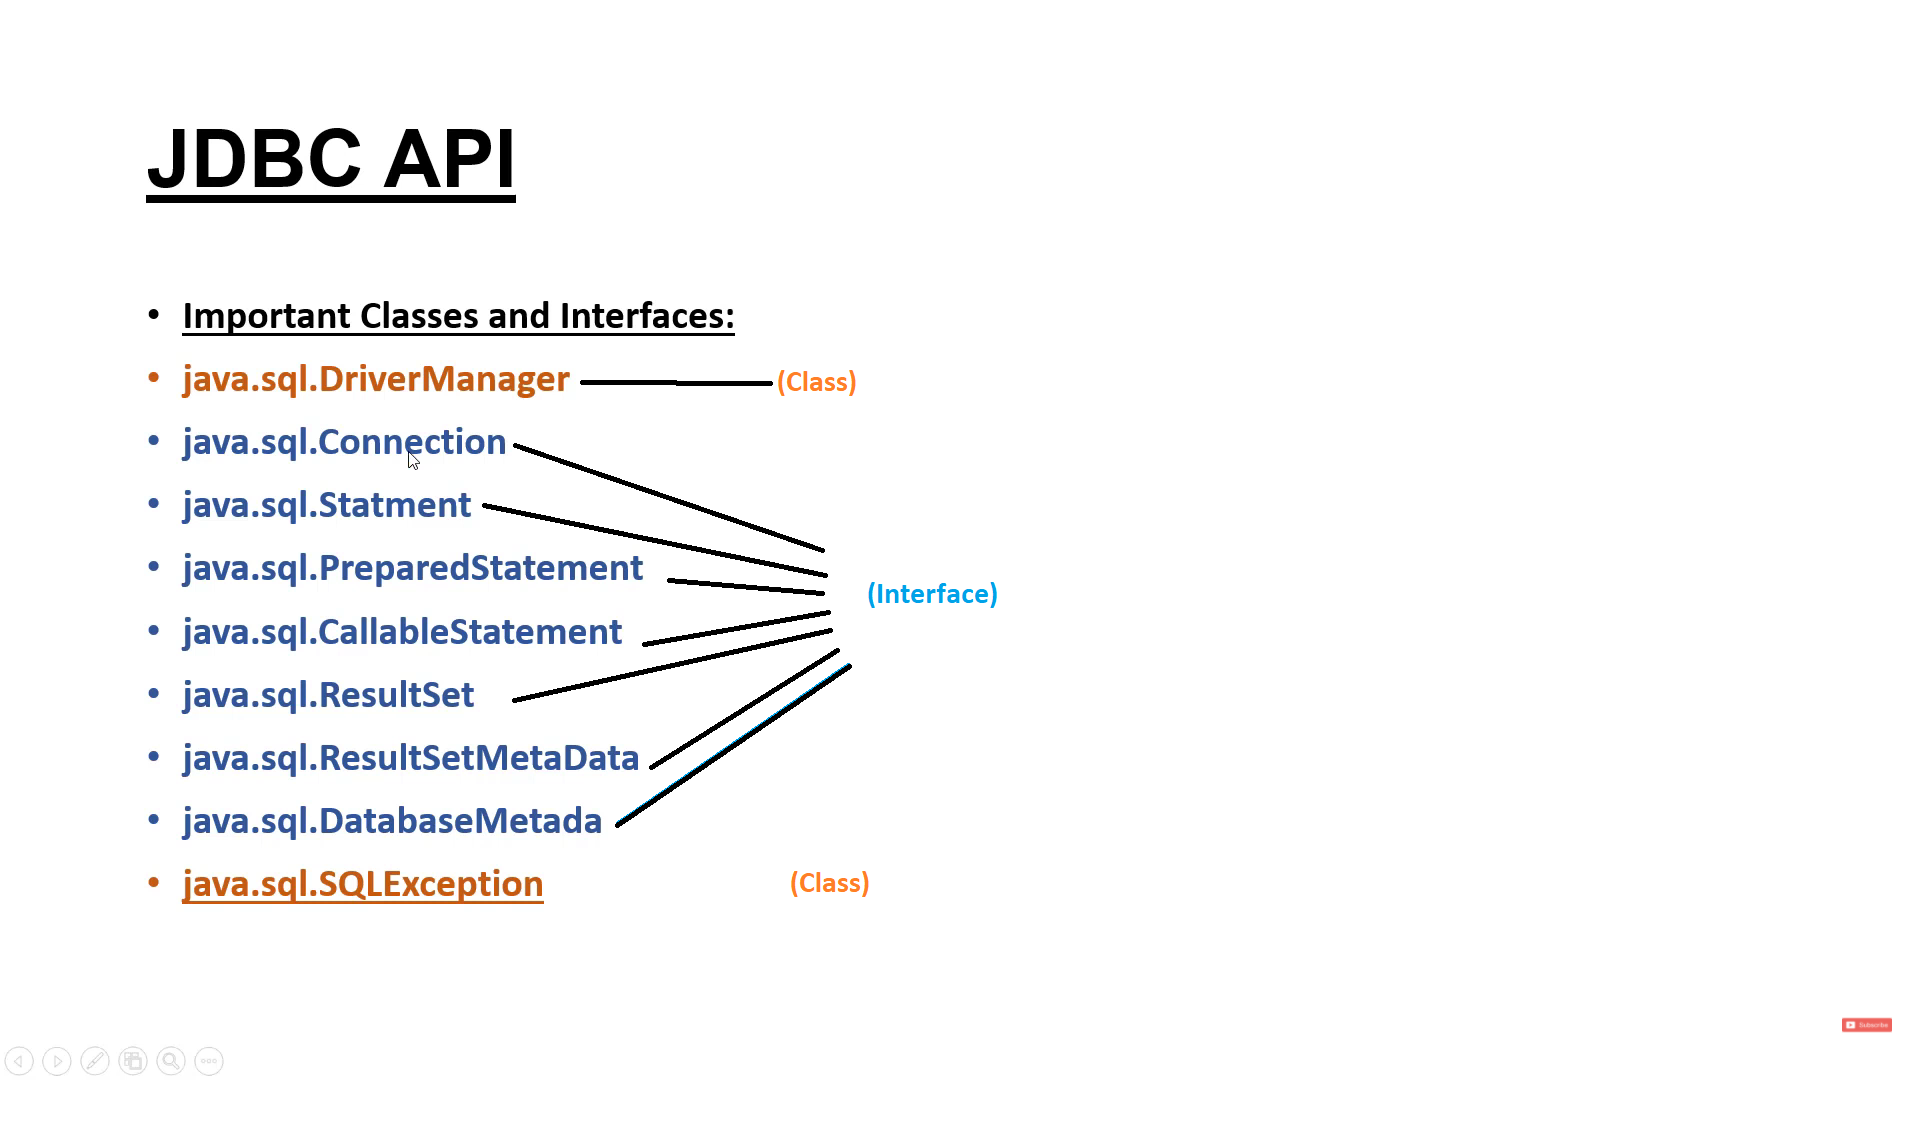 JDBC API
• Important Classes and Interfaces:
• java.sql.DriverManager (Class)
• java.sql.Connection
• java.sql.Statment
• java.sql.PreparedStatement
(Interface)
• java.sql.CallableStatement
• java.sql.ResultSet
• java.sql.ResultSetMetaData
• java.sql.DatabaseMetada
• java.sql.SQLException (Class)
Subscribe